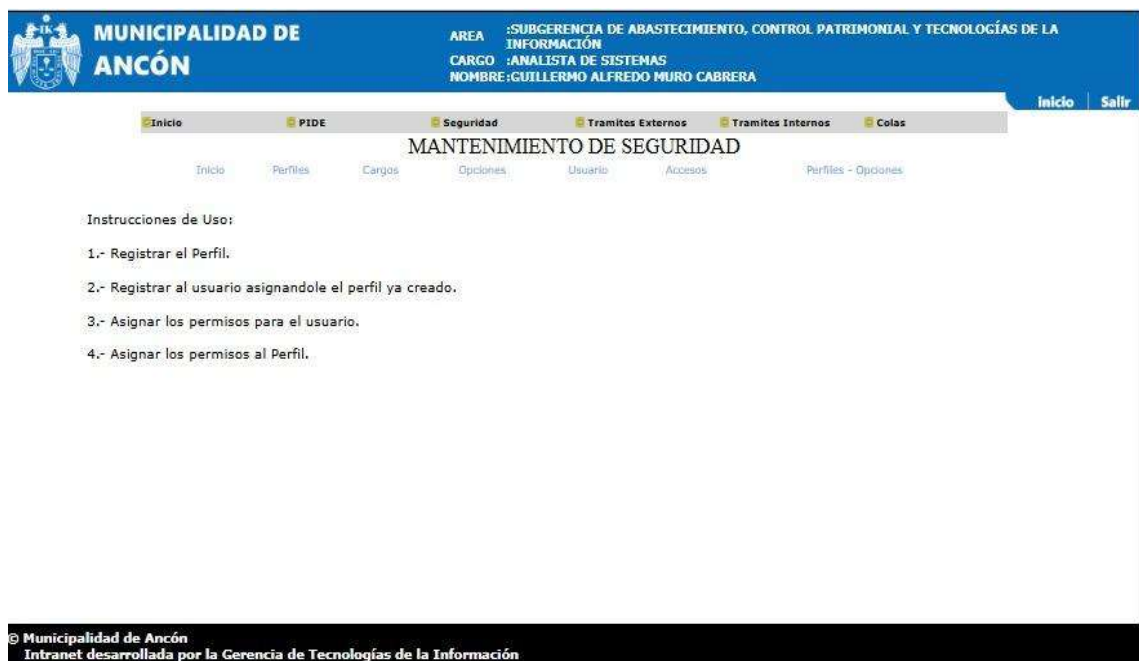 MUNICIPALIDAD DE
ANCÓN
AREA :SUBGERENCIA DE ABASTECIMIENTO, CONTROL PATRIMONIAL Y TECNOLOGÍAS DE LA
INFORMACIÓN
CARGO :ANALISTA DE SISTEMAS
NOMBRE:GUILLERMO ALFREDO MURO CABRERA
inicio Salir
Inicio PIDE Seguridad Tramites Externos Tramites Internos Colas
MANTENIMIENTO DE SEGURIDAD
Inicio Perfiles Cargos Opciones Usuario Accesos Perfiles - Opciones
Instrucciones de Uso:
1.- Registrar el Perfil.
2.- Registrar al usuario asignandole el perfil ya creado.
3.- Asignar los permisos para el usuario.
4.- Asignar los permisos al Perfil.
© Municipalidad de Ancón
Intranet desarrollada por la Gerencia de Tecnologías de la Información